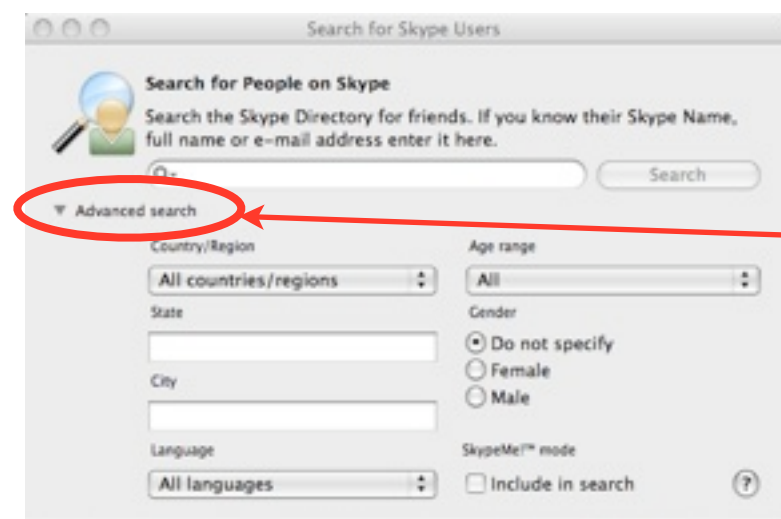 Search for Skype Users
Search for People on Skype
Search the Skype Directory for friends. If you know their Skype Name,
full name or e-mail address enter it here.
Search
Advanced search
Country/Region
Age range
All countries/regions
All
State
Gender
Do not specify
Female
City
Male
Language
SkypeMe!™ mode
All languages
Include in search
?